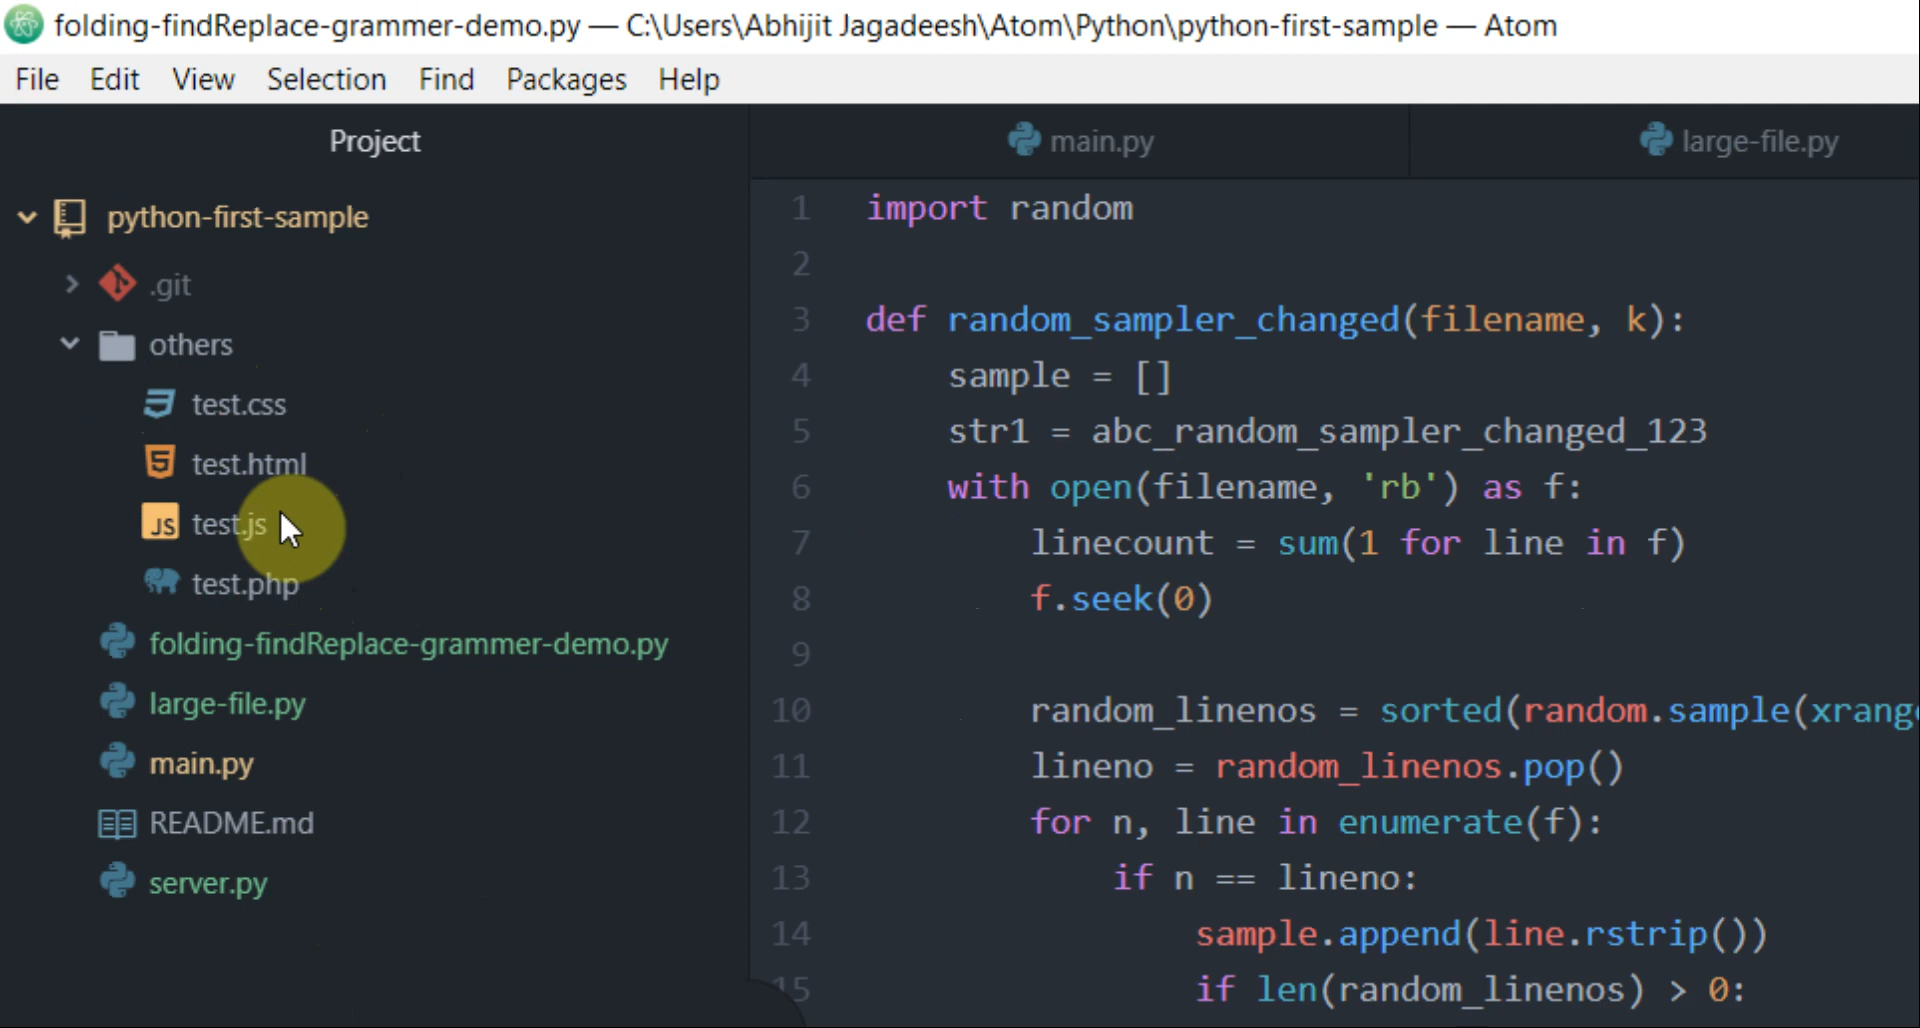 folding-findReplace-grammer-demo.py — C:\Users\Abhijit Jagadeesh\Atom\Python\python-first-sample — Atom
File Edit View Selection Find Packages Help
Project
python-first-sample
.git
others
test.css
5 test.html
JS test.js
test.php
folding-findReplace-grammer-demo.py
large-file.py
main.py
README.md
server.py
main.py large-file.py
1 import random
2
3 def random_sampler_changed(filename, k):
4 sample = []
5 str1 = abc_random_sampler_changed_123
6 with open(filename, 'rb') as f:
7 linecount = sum(1 for line in f)
8 f.seek(0)
9
10 random_linenos = sorted(random.sample(xrang
11 lineno = random_linenos.pop()
12 for n, line in enumerate(f):
13 if n == lineno:
14 sample.append(line.rstrip())
15 if len(random_linenos) > 0: